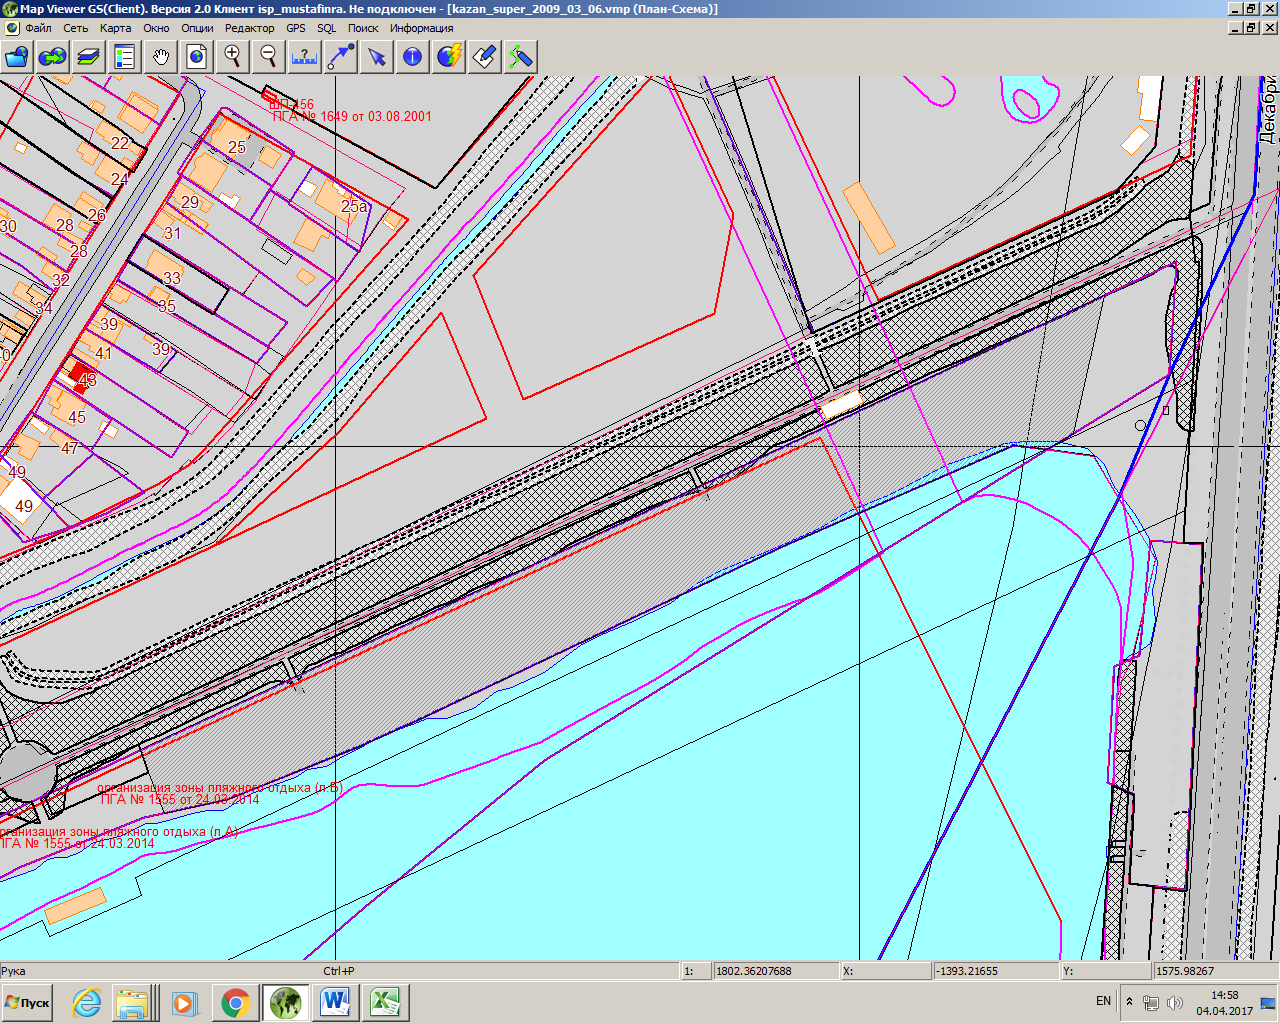 Map Viewer GS(Client). Версия 2.0 Клиент isp_mustafinra. Не подключен - [kazan_super_2009_03_06.vmp (План-Схема)]
Файл Сеть Карта Окно Опции Редактор GPS SQL Поиск Информация
ПГА № 1649 от 03.08.2001
Декабри
22
25
24
29
25а
26
30
28
31
28
32
33
34
35
39
39
41
43
45
47
49
49
организация зоны пляжного отдыха (л.Б)
ПГА № 1555 от 24.03.2014
рганизация зоны пляжного отдыха (л.А)
ПГА № 1555 от 24.03.2014
Рука Ctrl+P 1: 1802.36207688 X: -1393.21655 Y: 1575.98267
Пуск EN 14:58
04.04.2017